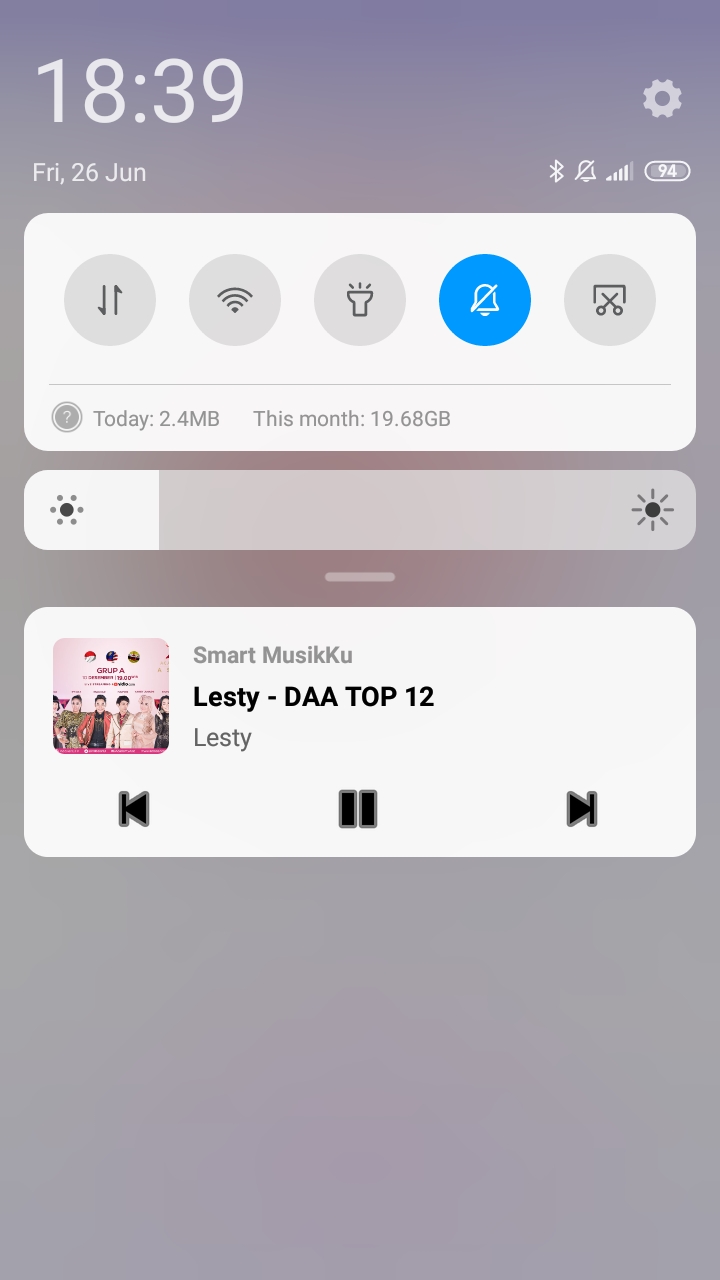 18:39
Fri, 26 Jun
94
? Today: 2.4MB This month: 19.68GB
GRUP A
Smart MusikKu
Lesty - DAA TOP 12
Lesty